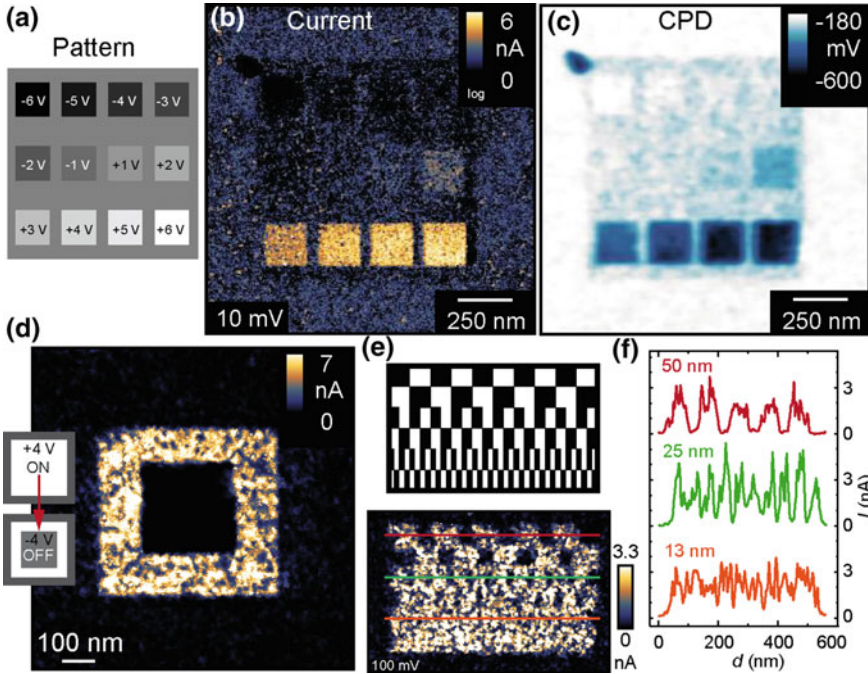 (a)
Pattern
-6 V -5 V -4 V -3 V
-2 V -1 V +1 V +2 V
+3 V +4 V +5 V +6 V
(b) Current
6
nA
0
log
10 mV
250 nm
(c) CPD
-180
mV
-600
250 nm
(d)
7
nA
0
+4 V
ON
-4 V
OFF
100 nm
(e)
3.3
0
nA
100 mV
(f)
50 nm
25 nm
13 nm
3
0
3
0
3
0
I (nA)
0 200 400 600
d (nm)